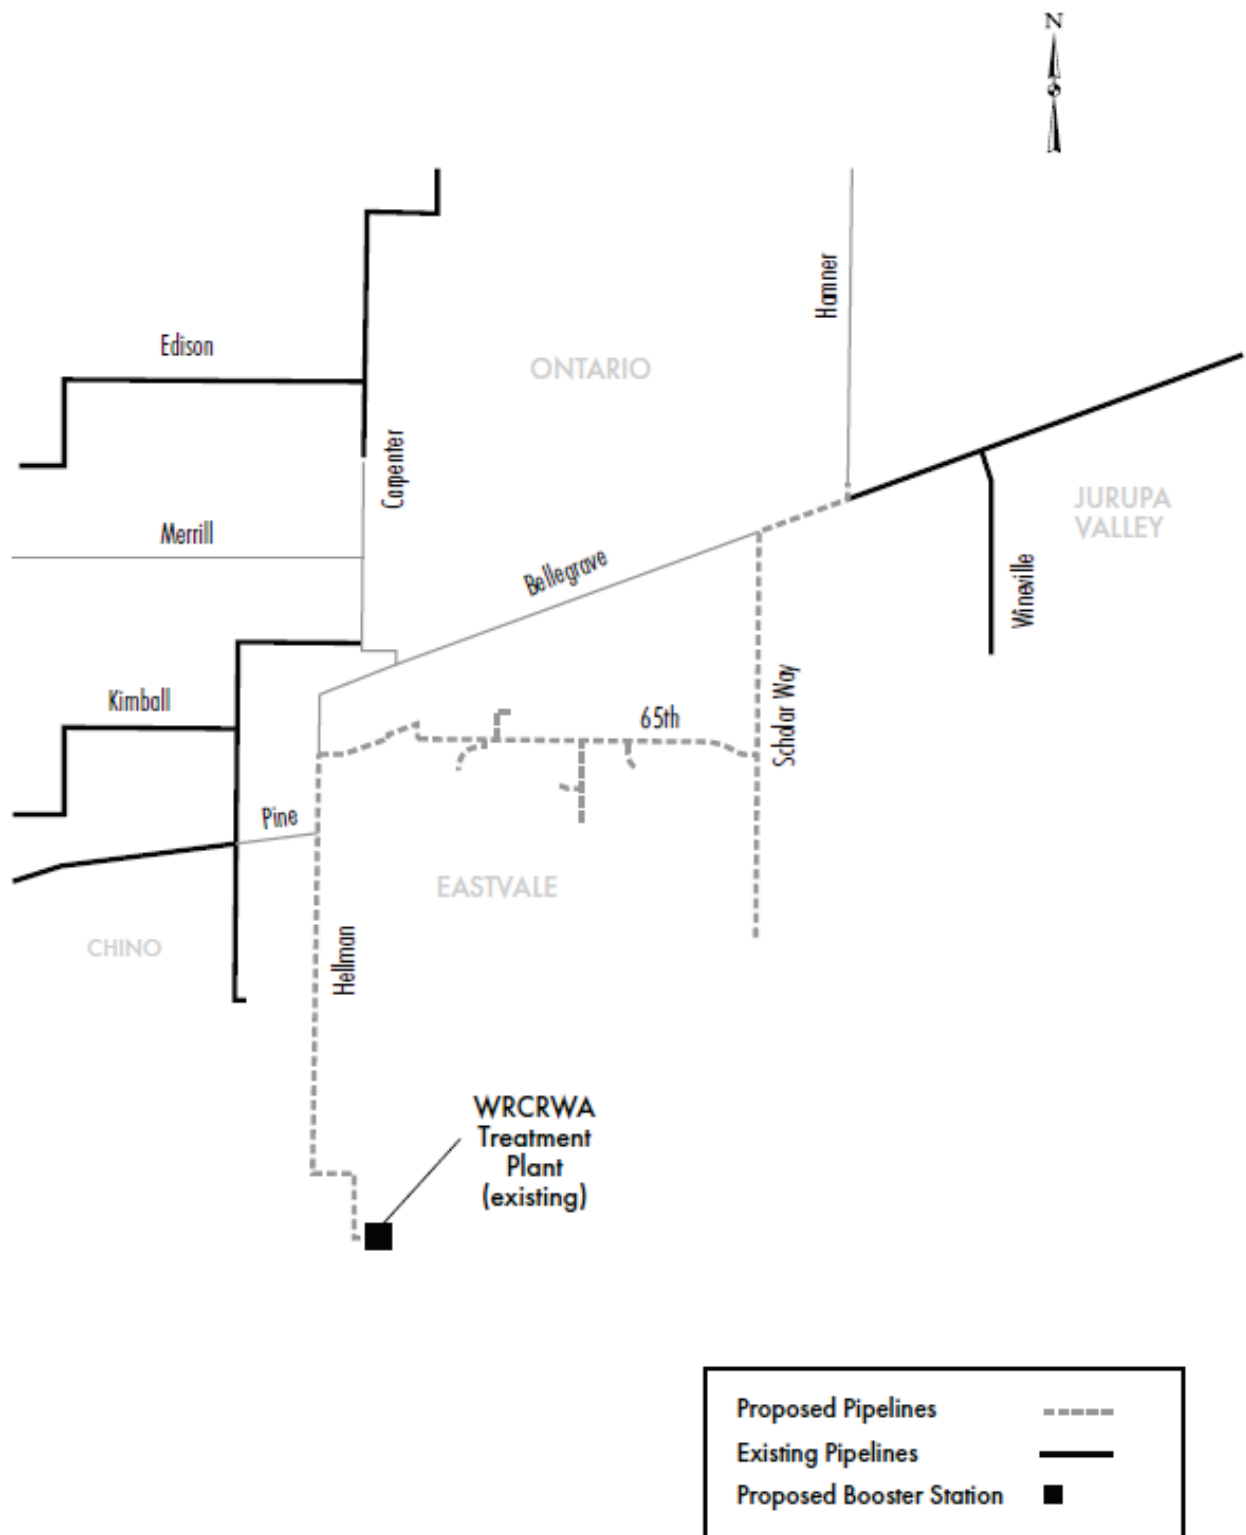 N
Hamner
Edison
ONTARIO
Carpenter
JURUPA
VALLEY
Merrill
Bellegrave
Wineville
Kimball
65th
Scholar Way
Pine
EASTVALE
CHINO
Hellman
WRCRWA
Treatment
Plant
(existing)
Proposed Pipelines
Existing Pipelines
Proposed Booster Station